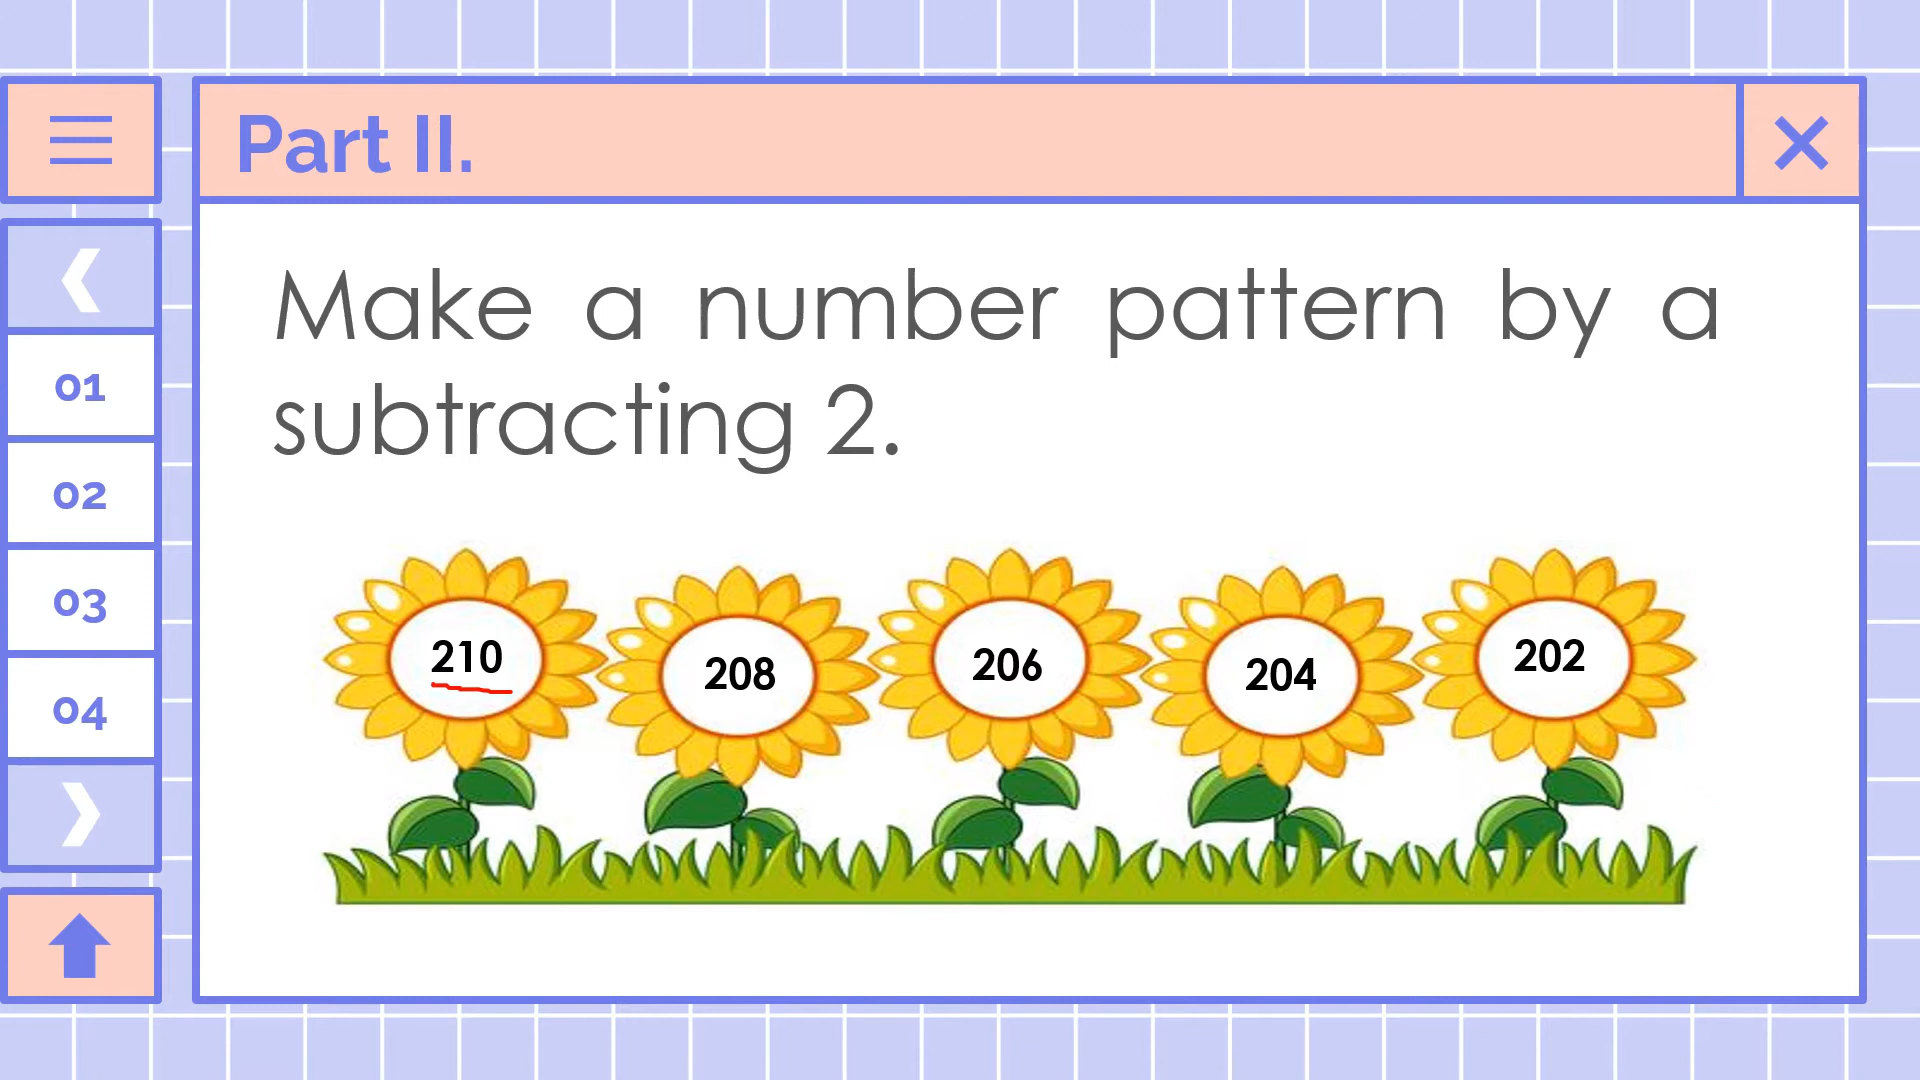 Part II.
01
02
03
04
Make a number pattern by a
subtracting 2.
210 208 206 204 202